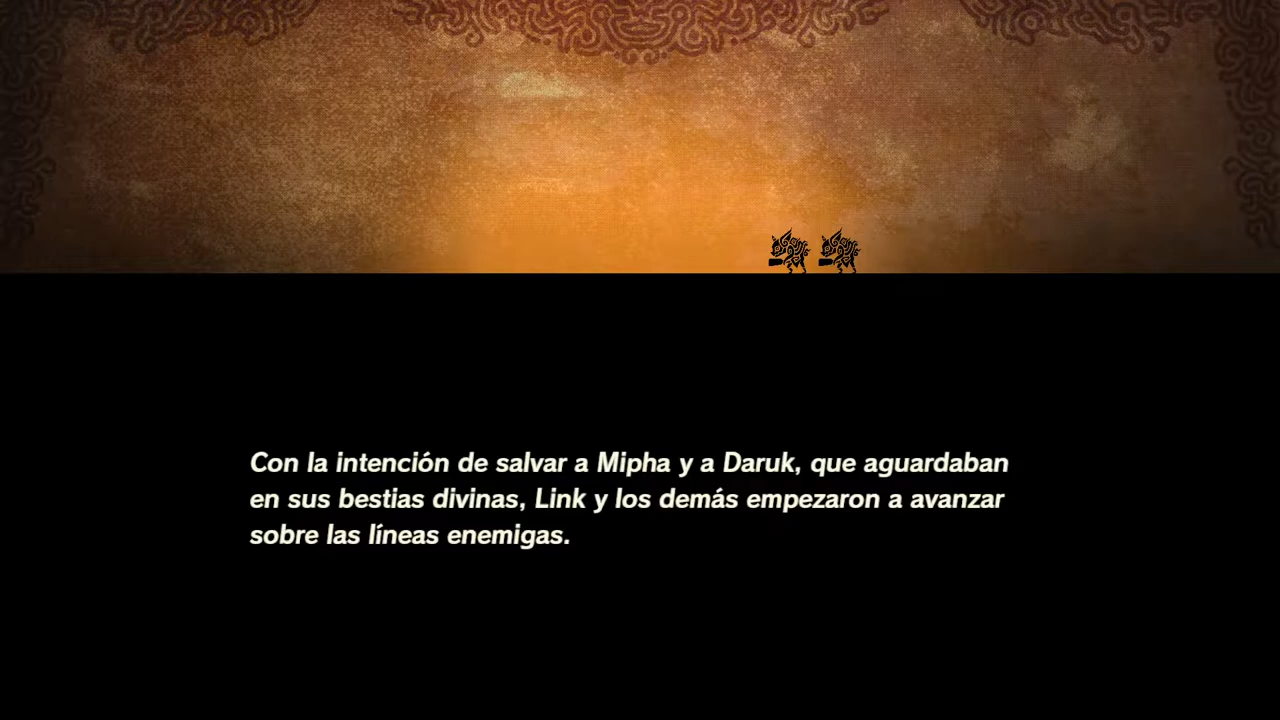 Con la intención de salvar a Mipha y a Daruk, que aguardaban
en sus bestias divinas, Link y los demás empezaron a avanzar
sobre las líneas enemigas.